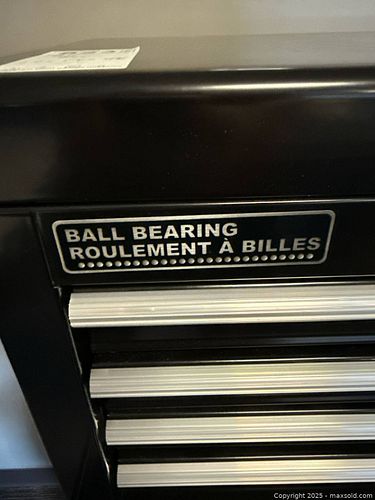 BALL BEARING
ROULEMENT À BILLES
Copyright 2025 - maxsold.com